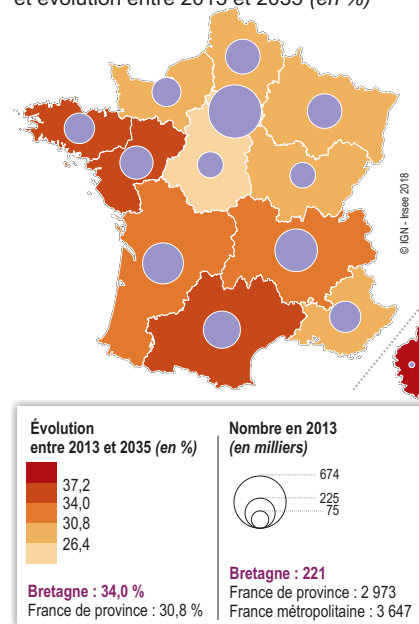 et évolution entre 2013 et 2035 (en %)
© IGN - Insee 2018
Évolution
entre 2013 et 2035 (en %)
37,2
34,0
30,8
26,4
Bretagne : 34,0 %
France de province : 30,8 %
Nombre en 2013
(en milliers)
674
225
75
Bretagne : 221
France de province : 2 973
France métropolitaine : 3 647